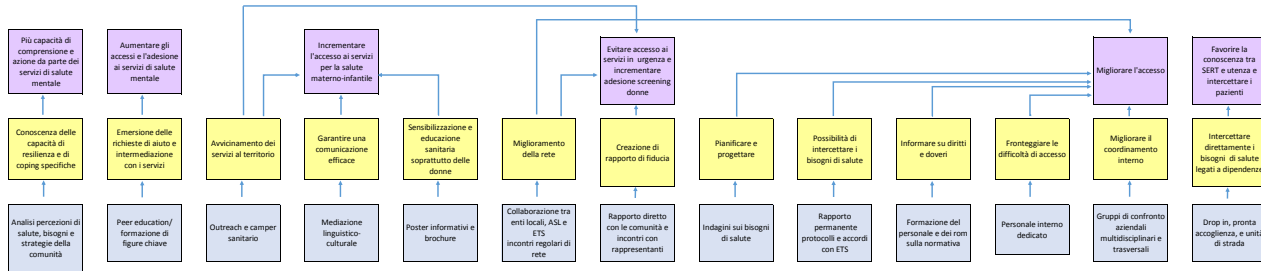 Più capacità di
comprensione e
azione da parte dei
servizi di salute
mentale
Aumentare gli
accessi e l'adesione
ai servizi di salute
mentale
Incrementare
l'accesso ai servizi
per la salute
materno-infantile
Evitare accesso ai
servizi in urgenza e
incrementare
adesione screening
donne
Migliorare l'accesso
Favorire la
conoscenza tra
SERT e utenza e
intercettare i
pazienti
Conoscenza delle
capacità di
resilienza e di
coping specifiche
Emersione delle
richieste di aiuto e
intermediazione
con i servizi
Avvicinamento dei
servizi al territorio
Garantire una
comunicazione
efficace
Sensibilizzazione e
educazione
sanitaria
soprattutto delle
donne
Miglioramento
della rete
Creazione di
rapporto di fiducia
Pianificare e
progettare
Possibilità di
intercettare i
bisogni di salute
Informare su diritti
e doveri
Fronteggiare le
difficoltà di accesso
Migliorare il
coordinamento
interno
Intercettare
direttamente i
bisogni di salute
legati a dipendenze
Analisi percezioni di
salute, bisogni e
strategie della
comunità
Peer education/
formazione di
figure chiave
Outreach e camper
sanitario
Mediazione
linguistico-
culturale
Poster informativi e
brochure
Collaborazione tra
enti locali, ASL e
ETS
incontri regolari di
rete
Rapporto diretto
con le comunità e
incontri con
rappresentanti
Indagini sui bisogni
di salute
Rapporto
permanente
protocolli e accordi
con ETS
Formazione del
personale e dei rom
sulla normativa
Personale interno
dedicato
Gruppi di confronto
aziendali
multidisciplinari e
trasversali
Drop in, pronta
accoglienza, e unità
di strada